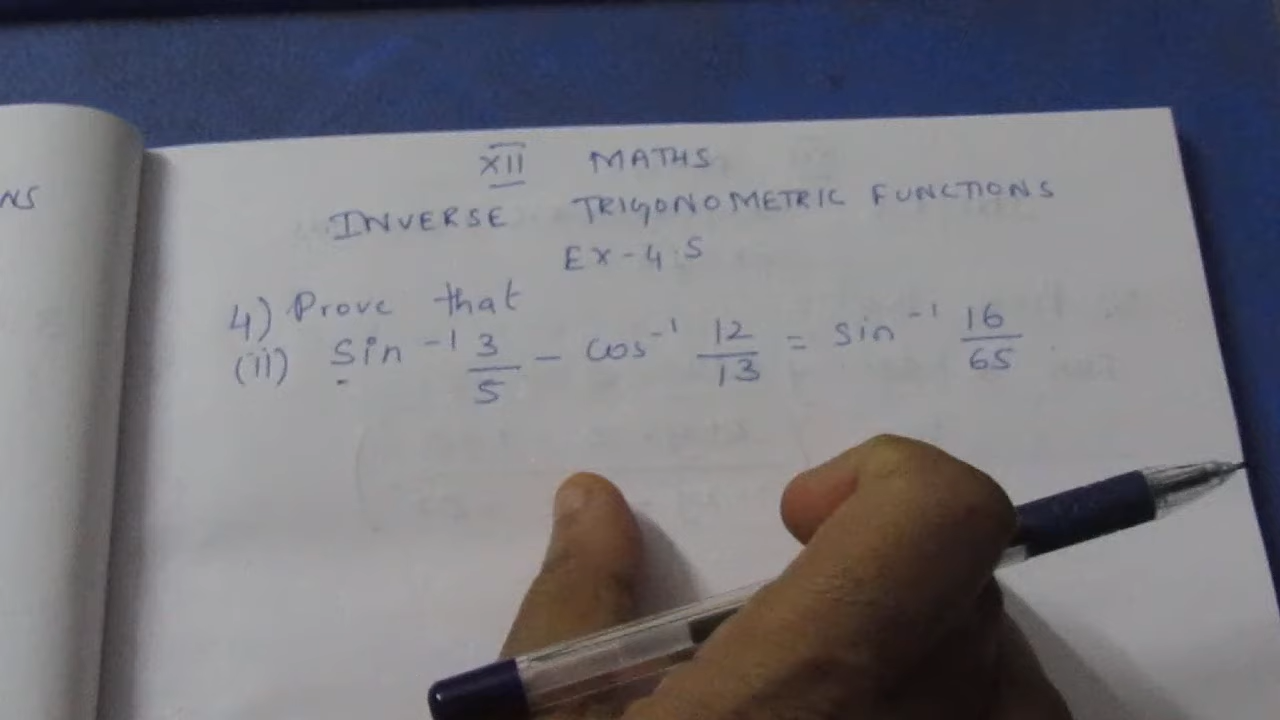 NS
XII MATHS
INVERSE TRIGONOMETRIC FUNCTIONS
Ex-4.5
4) Prove that
(ii) sin⁻¹ 3/5 - cos⁻¹ 12/13 = sin⁻¹ 16/65